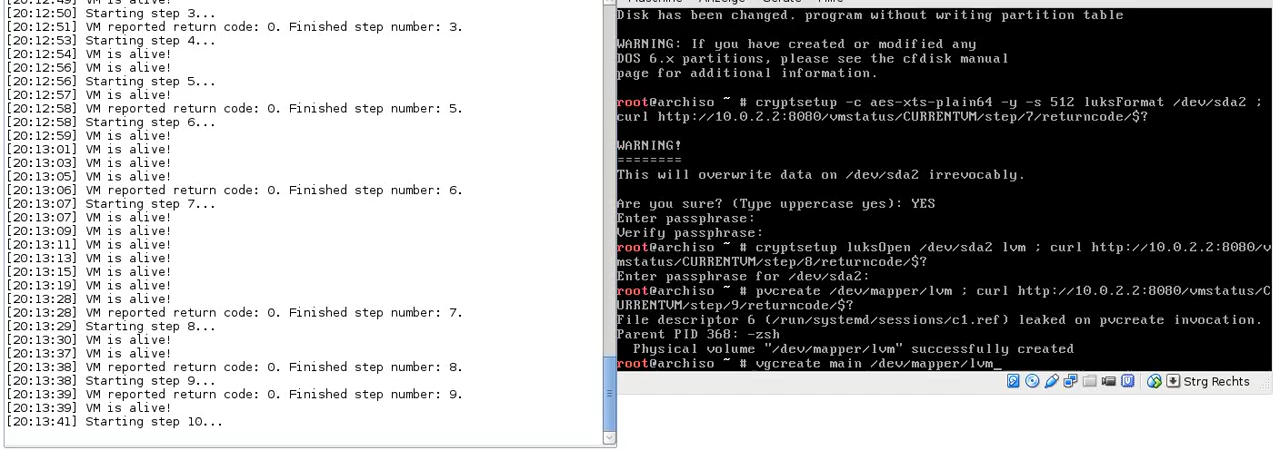 [20:12:49] VM is alive!
[20:12:50] Starting step 3...
[20:12:51] VM reported return code: 0. Finished step number: 3.
[20:12:53] Starting step 4...
[20:12:54] VM is alive!
[20:12:56] VM is alive!
[20:12:56] Starting step 5...
[20:12:57] VM is alive!
[20:12:58] VM reported return code: 0. Finished step number: 5.
[20:12:58] Starting step 6...
[20:12:59] VM is alive!
[20:13:01] VM is alive!
[20:13:03] VM is alive!
[20:13:05] VM is alive!
[20:13:06] VM reported return code: 0. Finished step number: 6.
[20:13:07] Starting step 7...
[20:13:07] VM is alive!
[20:13:09] VM is alive!
[20:13:11] VM is alive!
[20:13:13] VM is alive!
[20:13:15] VM is alive!
[20:13:19] VM is alive!
[20:13:28] VM is alive!
[20:13:28] VM reported return code: 0. Finished step number: 7.
[20:13:29] Starting step 8...
[20:13:30] VM is alive!
[20:13:37] VM is alive!
[20:13:38] VM reported return code: 0. Finished step number: 8.
[20:13:38] Starting step 9...
[20:13:39] VM reported return code: 0. Finished step number: 9.
[20:13:39] VM is alive!
[20:13:41] Starting step 10...
Maschine Anzeige Geräte Hilfe
Disk has been changed. program without writing partition table
WARNING: If you have created or modified any
DOS 6.x partitions, please see the cfdisk manual
page for additional information.
root@archiso ~ # cryptsetup -c aes-xts-plain64 -y -s 512 luksFormat /dev/sda2 ;
curl http://10.0.2.2:8080/vmstatus/CURRENTVM/step/7/returncode/$?
WARNING!
========
This will overwrite data on /dev/sda2 irrevocably.
Are you sure? (Type uppercase yes): YES
Enter passphrase:
Verify passphrase:
root@archiso ~ # cryptsetup luksOpen /dev/sda2 lvm ; curl http://10.0.2.2:8080/v
mstatus/CURRENTVM/step/8/returncode/$?
Enter passphrase for /dev/sda2:
root@archiso ~ # pvcreate /dev/mapper/lvm ; curl http://10.0.2.2:8080/vmstatus/C
URRENTVM/step/9/returncode/$?
File descriptor 6 (/run/systemd/sessions/c1.ref) leaked on pvcreate invocation.
Parent PID 368: -zsh
Physical volume "/dev/mapper/lvm" successfully created
root@archiso ~ # vgcreate main /dev/mapper/lvm_
Strg Rechts